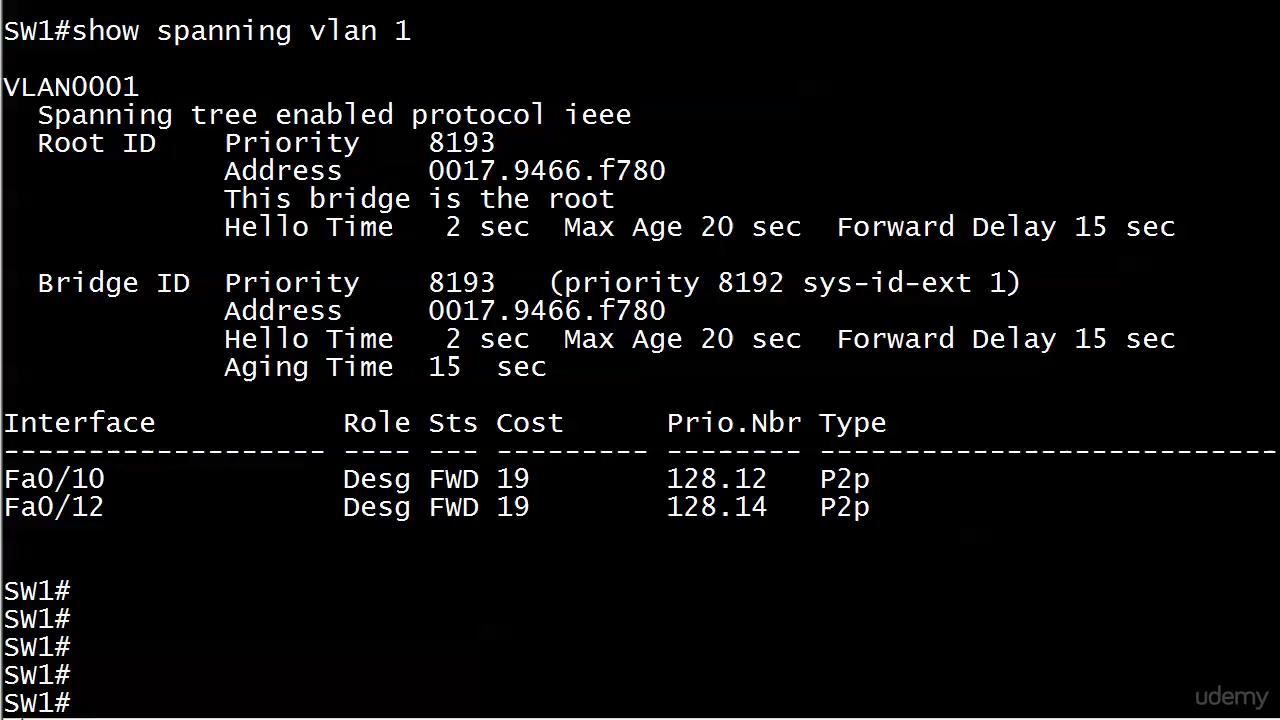 SW1#show spanning vlan 1
VLAN0001
Spanning tree enabled protocol ieee
Root ID Priority 8193
Address 0017.9466.f780
This bridge is the root
Hello Time 2 sec Max Age 20 sec Forward Delay 15 sec
Bridge ID Priority 8193 (priority 8192 sys-id-ext 1)
Address 0017.9466.f780
Hello Time 2 sec Max Age 20 sec Forward Delay 15 sec
Aging Time 15 sec
Interface Role Sts Cost Prio.Nbr Type
------------------- ---- --- --------- -------- ---------------------------
Fa0/10 Desg FWD 19 128.12 P2p
Fa0/12 Desg FWD 19 128.14 P2p
SW1#
SW1#
SW1#
SW1#
SW1#
udemy